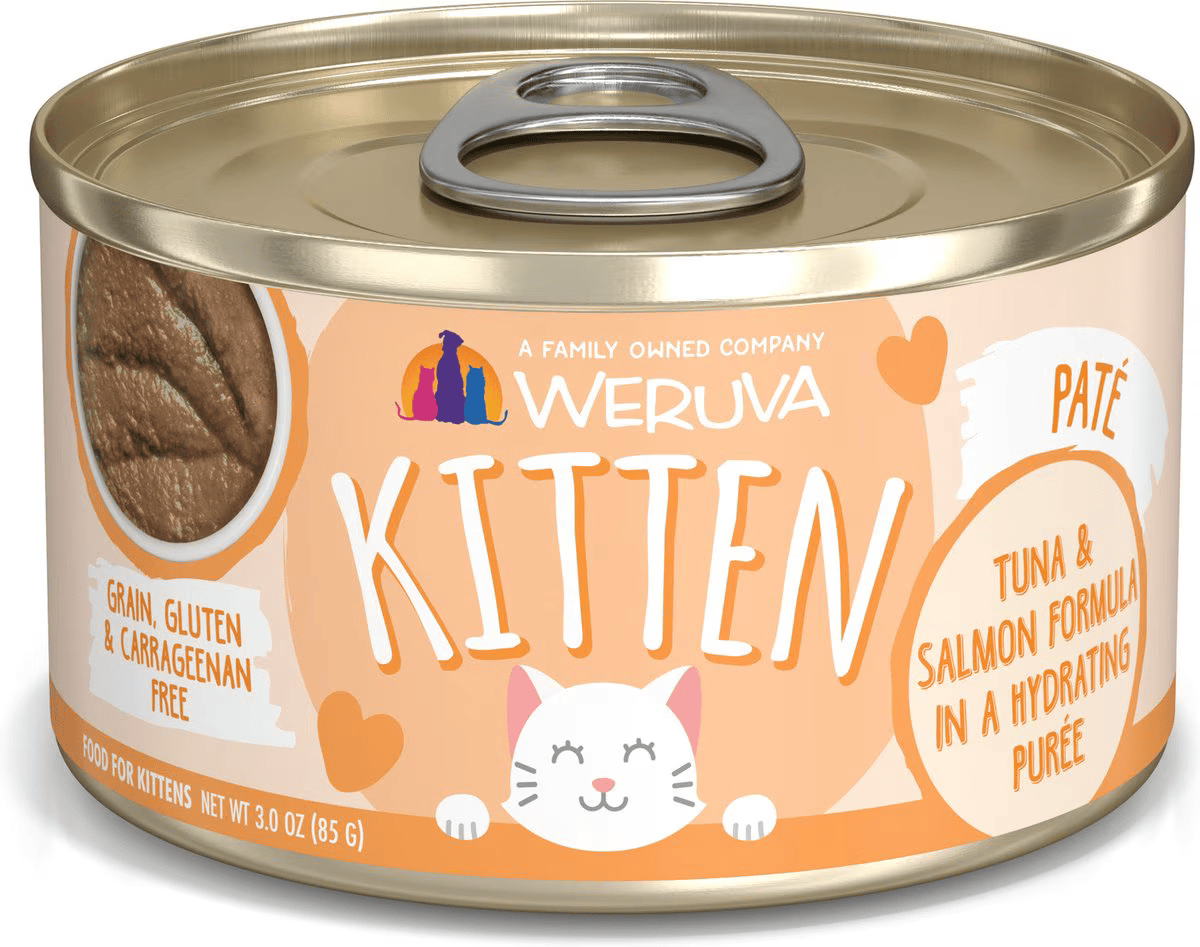 A FAMILY OWNED COMPANY
WERUVA
KITTEN
PATÉ
TUNA &
SALMON FORMULA
IN A HYDRATING
PURÉE
GRAIN, GLUTEN
& CARRAGEENAN
FREE
FOOD FOR KITTENS NET WT 3.0 OZ (85 G)